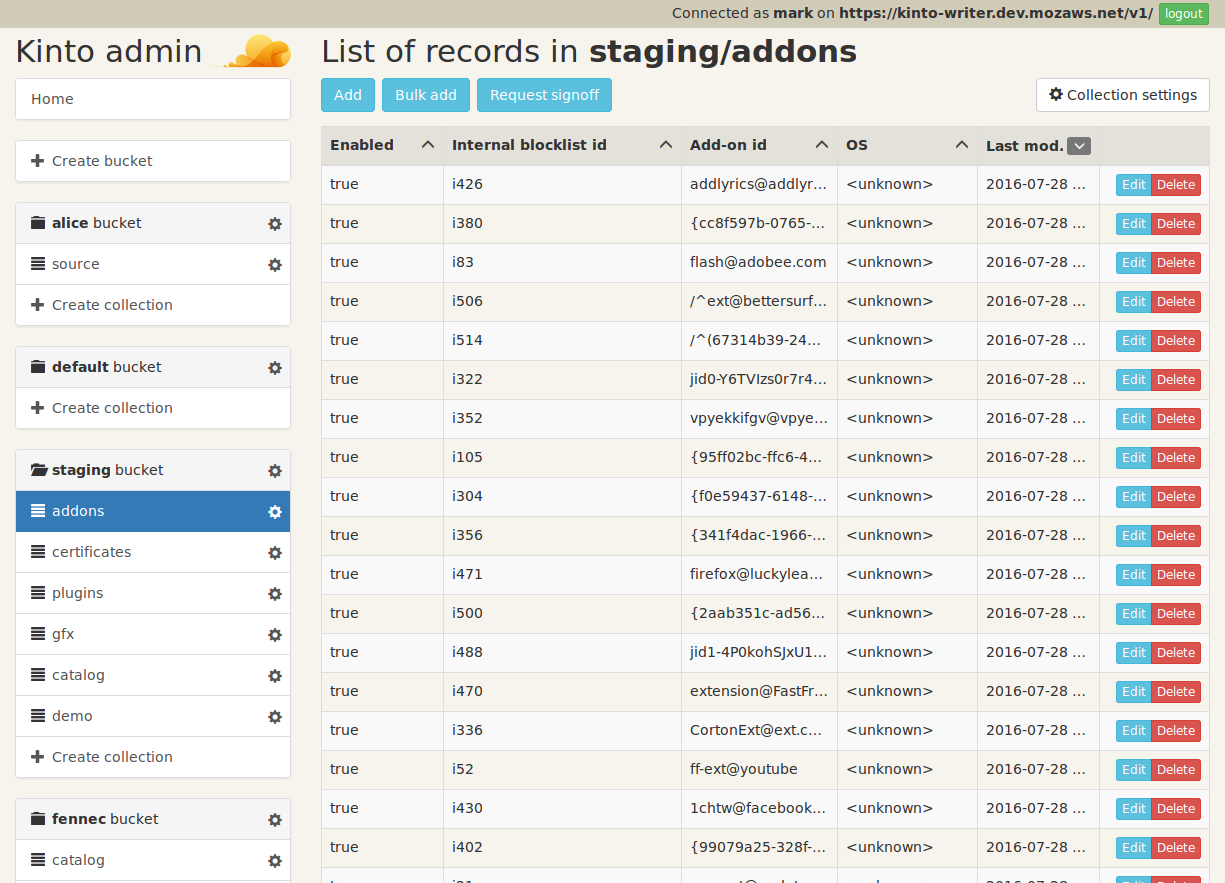 Connected as mark on https://kinto-writer.dev.mozaws.net/v1/ logout
Kinto admin
Home
Create bucket
alice bucket
source
Create collection
default bucket
Create collection
staging bucket
addons
certificates
plugins
gfx
catalog
demo
Create collection
fennec bucket
catalog
List of records in staging/addons
Add Bulk add Request signoff Collection settings
Enabled Internal blocklist id Add-on id OS Last mod.
true i426 addlyrics@addlyr... <unknown> 2016-07-28 ... Edit Delete
true i380 {cc8f597b-0765-... <unknown> 2016-07-28 ... Edit Delete
true i83 flash@adobee.com <unknown> 2016-07-28 ... Edit Delete
true i506 /^ext@bettersurf... <unknown> 2016-07-28 ... Edit Delete
true i514 /^(67314b39-24... <unknown> 2016-07-28 ... Edit Delete
true i322 jid0-Y6TVIzs0r7r4... <unknown> 2016-07-28 ... Edit Delete
true i352 vpyekkifgv@vpye... <unknown> 2016-07-28 ... Edit Delete
true i105 {95ff02bc-ffc6-4... <unknown> 2016-07-28 ... Edit Delete
true i304 {f0e59437-6148-... <unknown> 2016-07-28 ... Edit Delete
true i356 {341f4dac-1966-... <unknown> 2016-07-28 ... Edit Delete
true i471 firefox@luckylea... <unknown> 2016-07-28 ... Edit Delete
true i500 {2aab351c-ad56... <unknown> 2016-07-28 ... Edit Delete
true i488 jid1-4P0kohSJxU1... <unknown> 2016-07-28 ... Edit Delete
true i470 extension@FastFr... <unknown> 2016-07-28 ... Edit Delete
true i336 CortonExt@ext.c... <unknown> 2016-07-28 ... Edit Delete
true i52 ff-ext@youtube <unknown> 2016-07-28 ... Edit Delete
true i430 1chtw@facebook... <unknown> 2016-07-28 ... Edit Delete
true i402 {99079a25-328f-... <unknown> 2016-07-28 ... Edit Delete